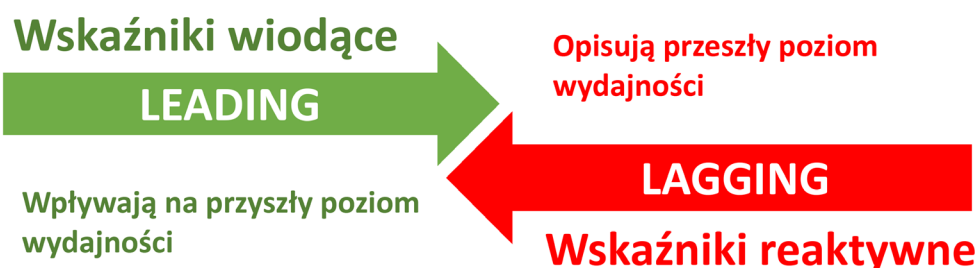 Wskaźniki wiodące
LEADING
Wpływają na przyszły poziom
wydajności
Opisują przeszły poziom
wydajności
LAGGING
Wskaźniki reaktywne